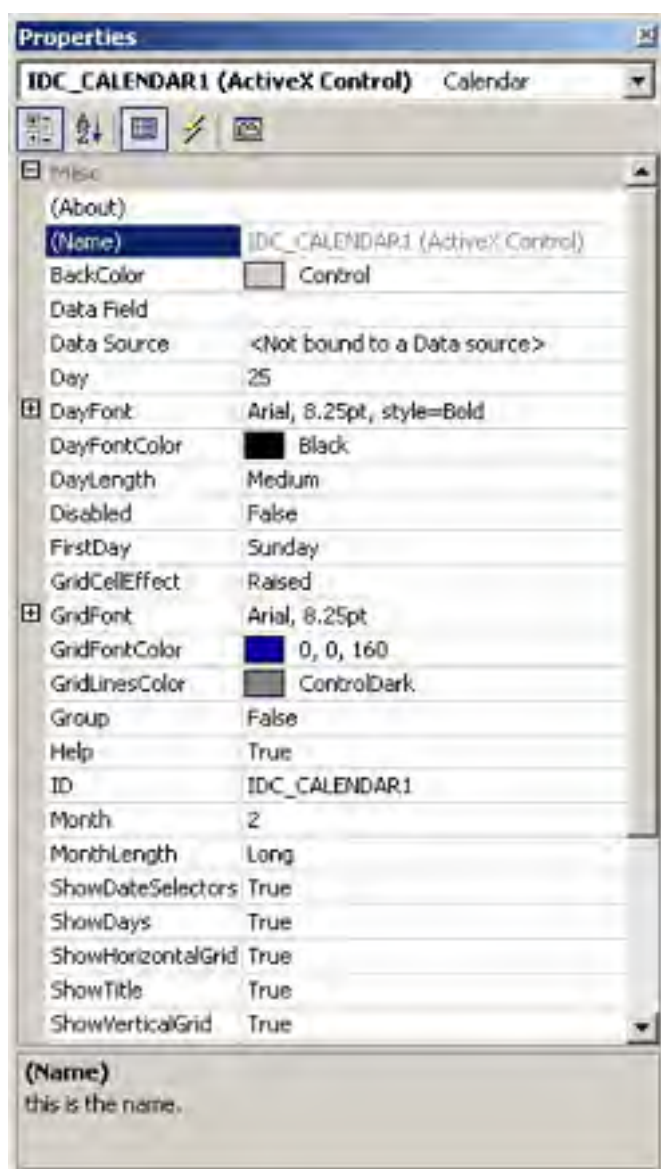 Properties
IDC_CALENDAR1 (ActiveX Control) Calendar
Misc
(About)
(Name) IDC_CALENDAR1 (ActiveX Control)
BackColor Control
Data Field
Data Source <Not bound to a Data source>
Day 25
DayFont Arial, 8.25pt, style=Bold
DayFontColor Black
DayLength Medium
Disabled False
FirstDay Sunday
GridCellEffect Raised
GridFont Arial, 8.25pt
GridFontColor 0, 0, 160
GridLinesColor ControlDark
Group False
Help True
ID IDC_CALENDAR1
Month 2
MonthLength Long
ShowDateSelectors True
ShowDays True
ShowHorizontalGrid True
ShowTitle True
ShowVerticalGrid True
(Name)
this is the name.